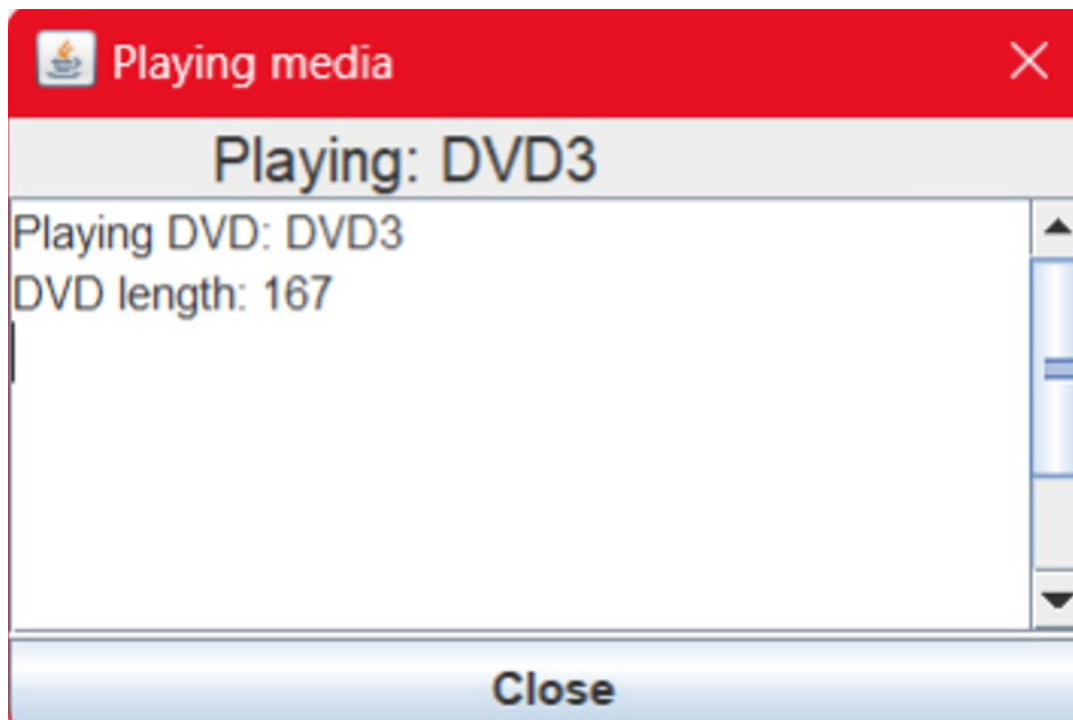 Playing media
Playing: DVD3
Playing DVD: DVD3
DVD length: 167
Close